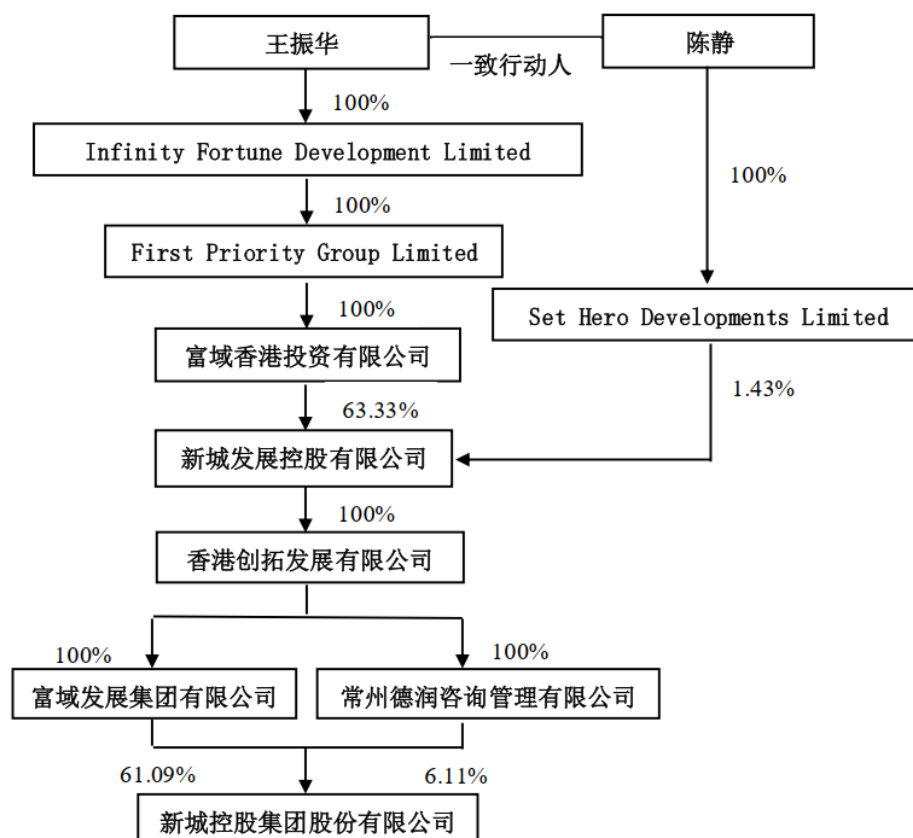 王振华
陈静
一致行动人
100%
Infinity Fortune Development Limited
100%
100%
First Priority Group Limited
100%
Set Hero Developments Limited
富域香港投资有限公司
63.33%
1.43%
新城发展控股有限公司
100%
香港创拓发展有限公司
100%
100%
富域发展集团有限公司
常州德润咨询管理有限公司
61.09%
6.11%
新城控股集团股份有限公司